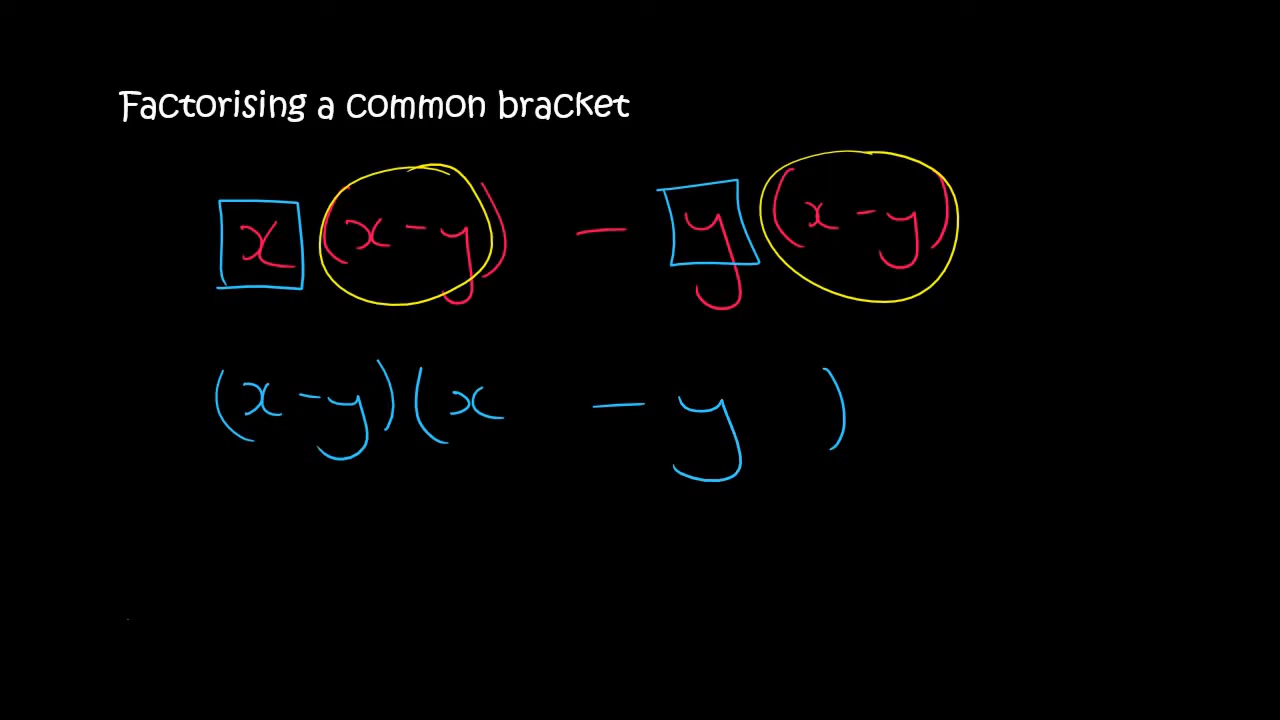 Factorising a common bracket
x (x - y) - y (x - y)
(x - y)(x - y )